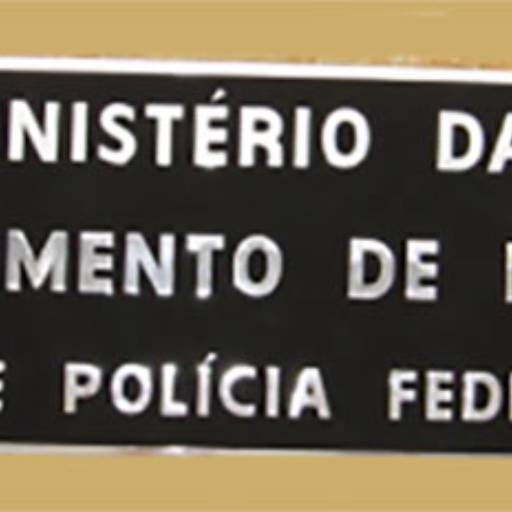 NISTÉRIO DA
MENTO DE
POLÍCIA FED